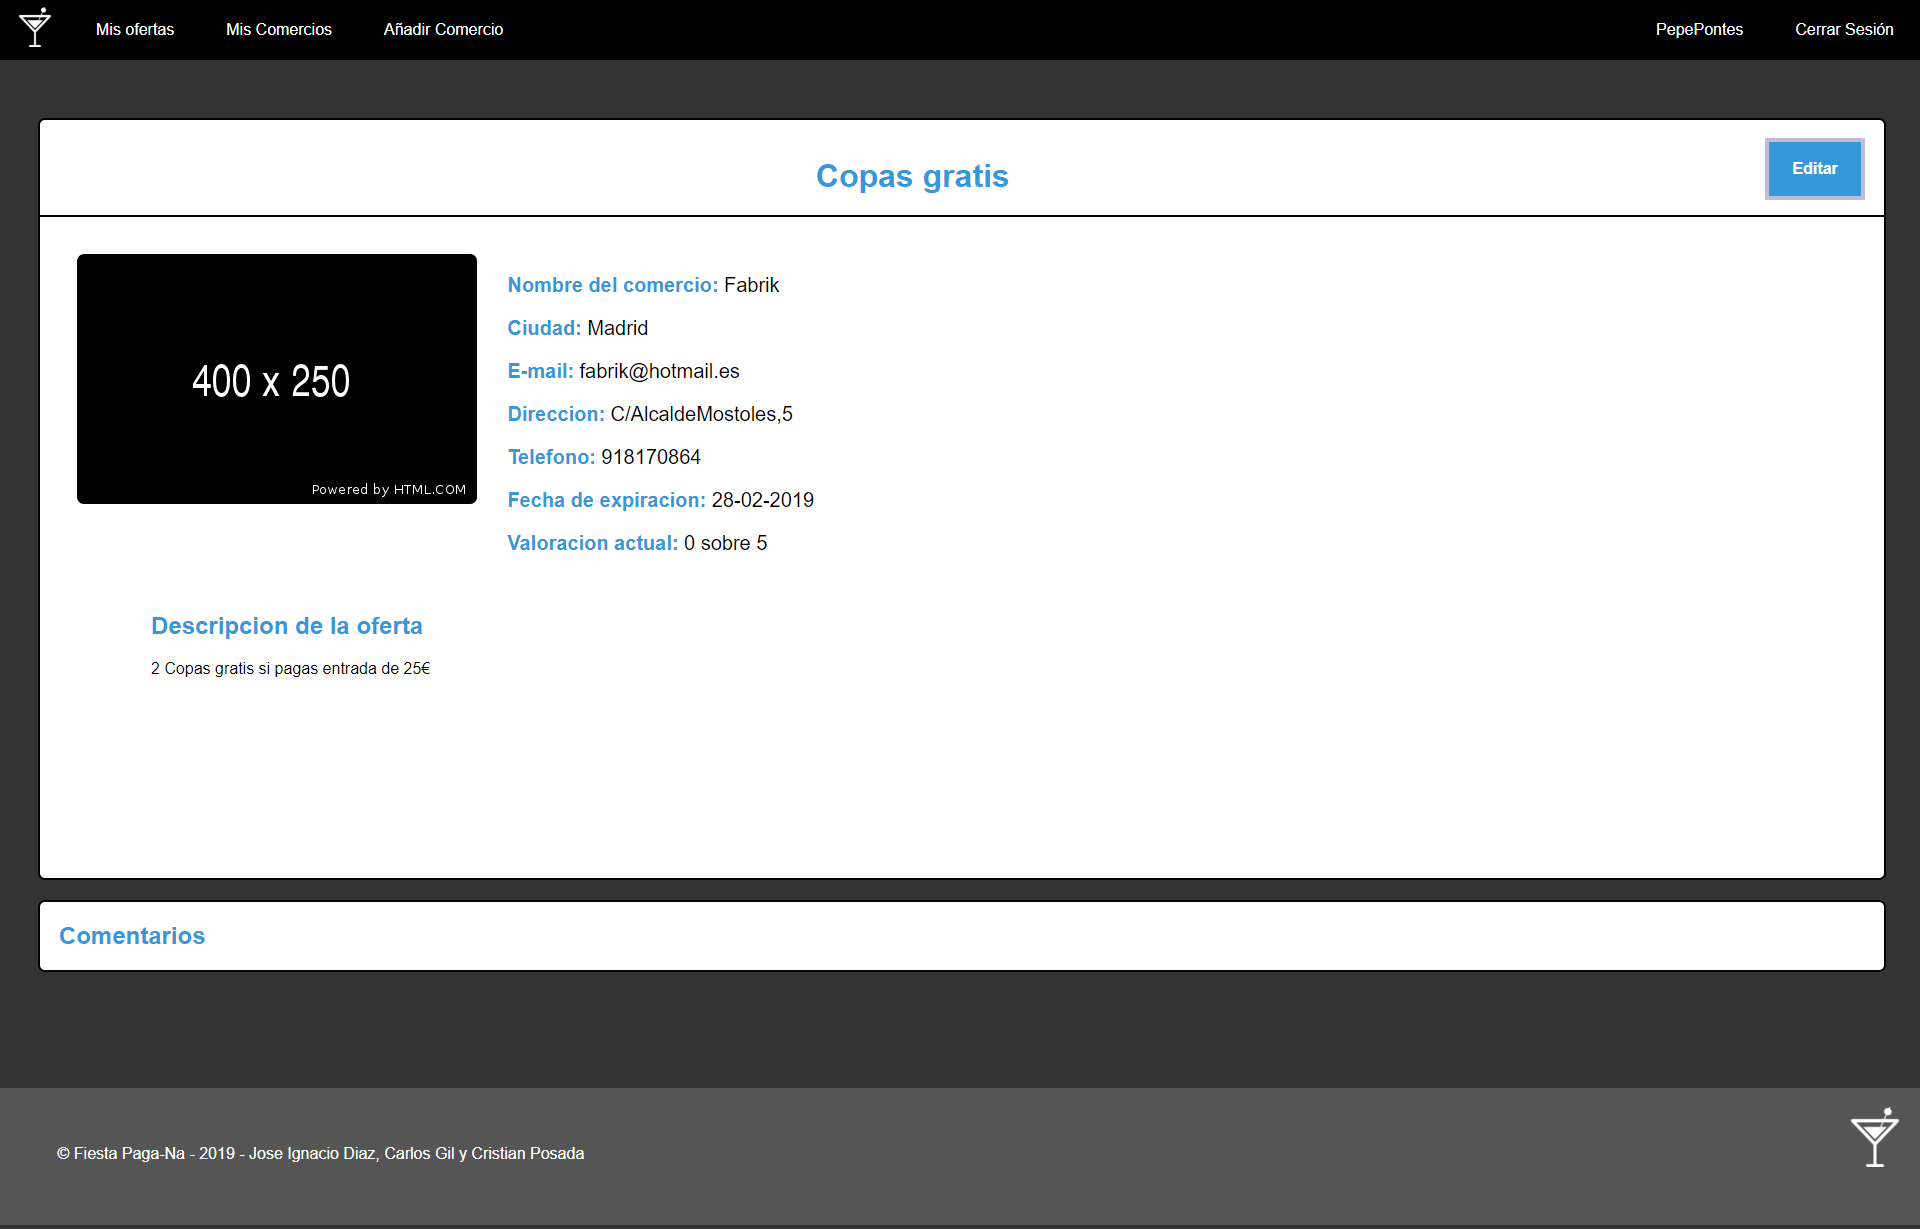 Mis ofertas
Mis Comercios
Añadir Comercio
PepePontes
Cerrar Sesión
Copas gratis
Editar
400 x 250
Powered by HTML.COM
Nombre del comercio: Fabrik
Ciudad: Madrid
E-mail: fabrik@hotmail.es
Direccion: C/AlcaldeMostoles,5
Telefono: 918170864
Fecha de expiracion: 28-02-2019
Valoracion actual: 0 sobre 5
Descripcion de la oferta
2 Copas gratis si pagas entrada de 25€
Comentarios
© Fiesta Paga-Na - 2019 - Jose Ignacio Diaz, Carlos Gil y Cristian Posada